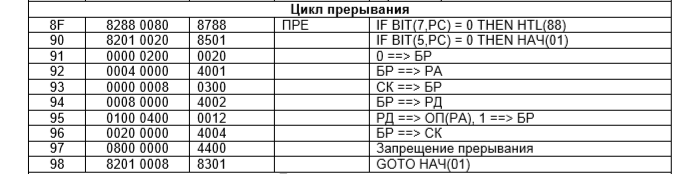 Цикл прерывания
8F 8288 0080 8788 ПРЕ IF BIT(7,РС) = 0 THEN HTL(88)
90 8201 0020 8501 IF BIT(5,РС) = 0 THEN НАЧ(01)
91 0000 0200 0020 0 ==> БР
92 0004 0000 4001 БР ==> РА
93 0000 0008 0300 СК ==> БР
94 0008 0000 4002 БР ==> РД
95 0100 0400 0012 РД ==> ОП(РА), 1 ==> БР
96 0020 0000 4004 БР ==> СК
97 0800 0000 4400 Запрещение прерывания
98 8201 0008 8301 GOTO НАЧ(01)